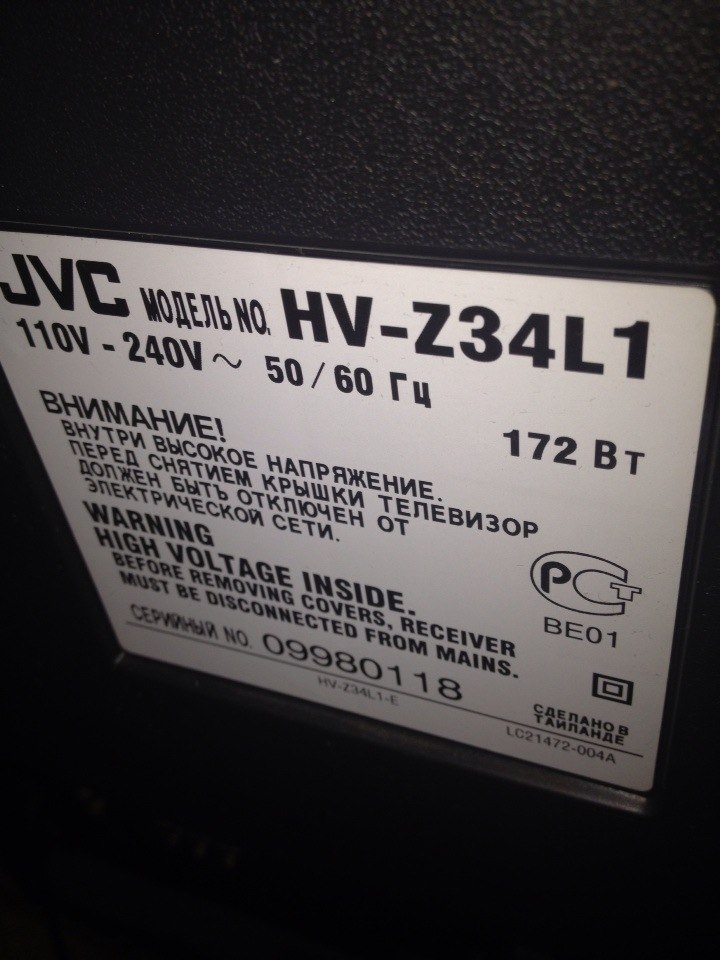 JVC МОДЕЛЬ NO. HV-Z34L1
110V - 240V ~ 50 / 60 Гц
172 Вт
ВНИМАНИЕ!
ВНУТРИ ВЫСОКОЕ НАПРЯЖЕНИЕ.
ПЕРЕД СНЯТИЕМ КРЫШКИ ТЕЛЕВИЗОР
ДОЛЖЕН БЫТЬ ОТКЛЮЧЕН ОТ
ЭЛЕКТРИЧЕСКОЙ СЕТИ.
WARNING
HIGH VOLTAGE INSIDE.
BEFORE REMOVING COVERS, RECEIVER
MUST BE DISCONNECTED FROM MAINS.
РСТ
BE01
СЕРИЙНЫЙ NO. 09980118
СДЕЛАНО В
ТАИЛАНДЕ
HV-Z34L1-E
LC21472-004A